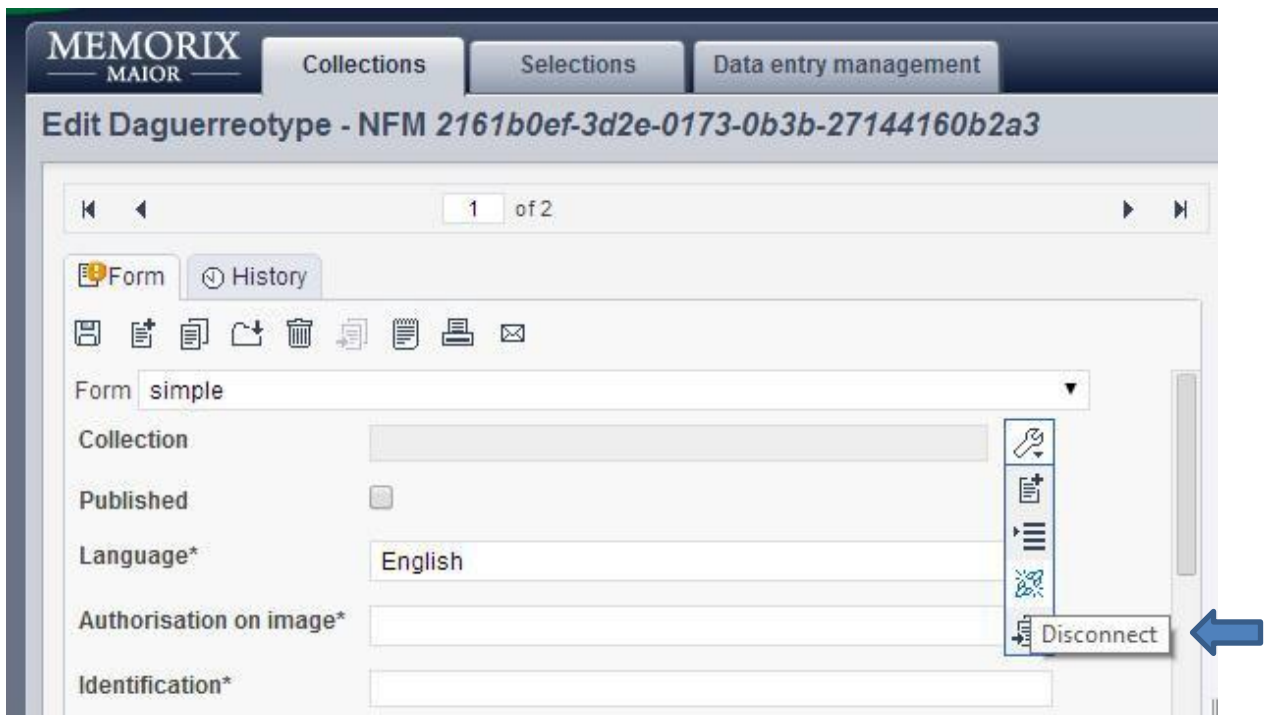 MEMORIX
MAIOR
Collections
Selections
Data entry management
Edit Daguerreotype - NFM 2161b0ef-3d2e-0173-0b3b-27144160b2a3
1 of 2
Form
History
Form simple
Collection
Published
Language* English
Authorisation on image*
Disconnect
Identification*